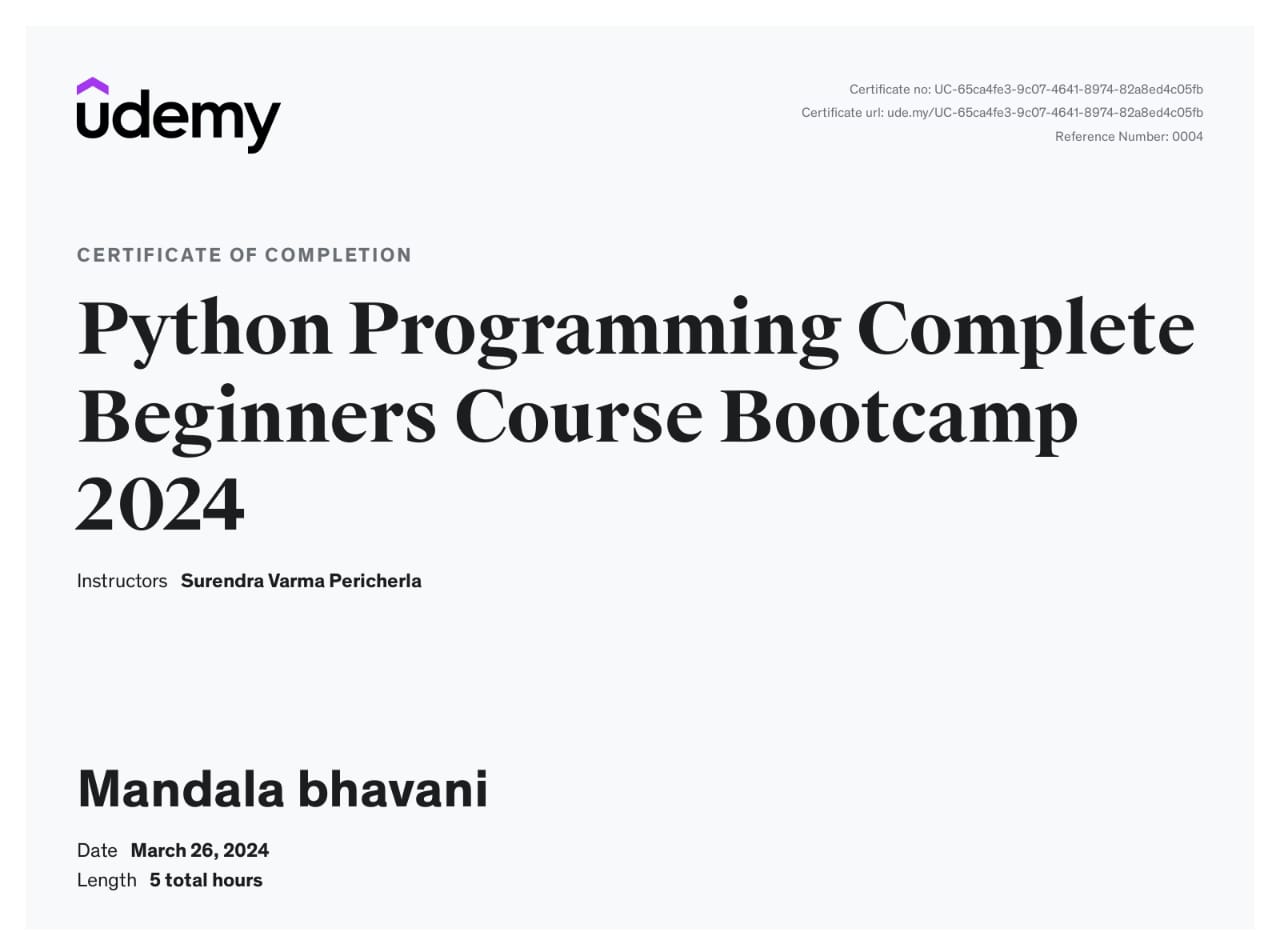 udemy
Certificate no: UC-65ca4fe3-9c07-4641-8974-82a8ed4c05fb
Certificate url: ude.my/UC-65ca4fe3-9c07-4641-8974-82a8ed4c05fb
Reference Number: 0004
CERTIFICATE OF COMPLETION
Python Programming Complete
Beginners Course Bootcamp
2024
Instructors Surendra Varma Pericherla
Mandala bhavani
Date March 26, 2024
Length 5 total hours